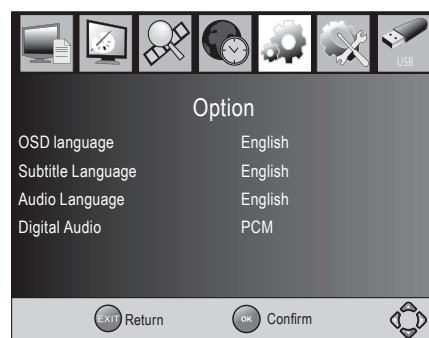 USB
Option
OSD language English
Subtitle Language English
Audio Language English
Digital Audio PCM
EXIT Return OK Confirm